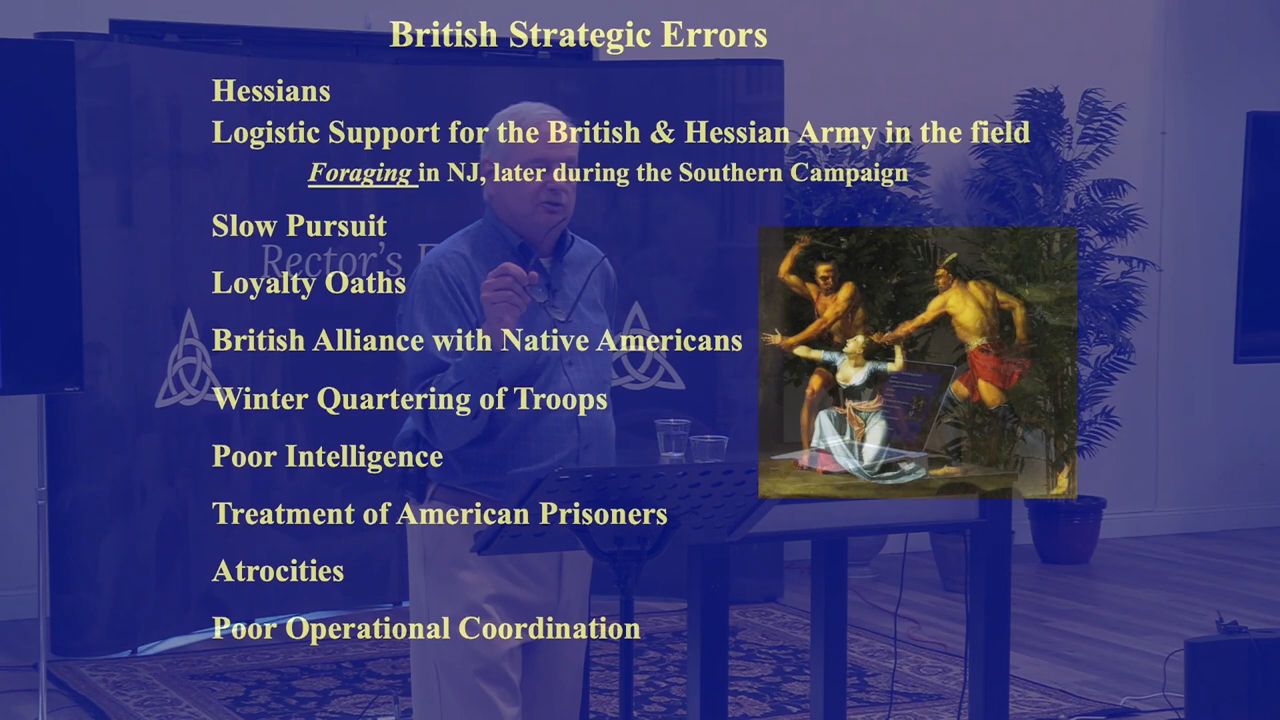 British Strategic Errors
Hessians
Logistic Support for the British & Hessian Army in the field
Foraging in NJ, later during the Southern Campaign
Slow Pursuit
Rector's
Loyalty Oaths
British Alliance with Native Americans
Winter Quartering of Troops
Poor Intelligence
Treatment of American Prisoners
Atrocities
Poor Operational Coordination